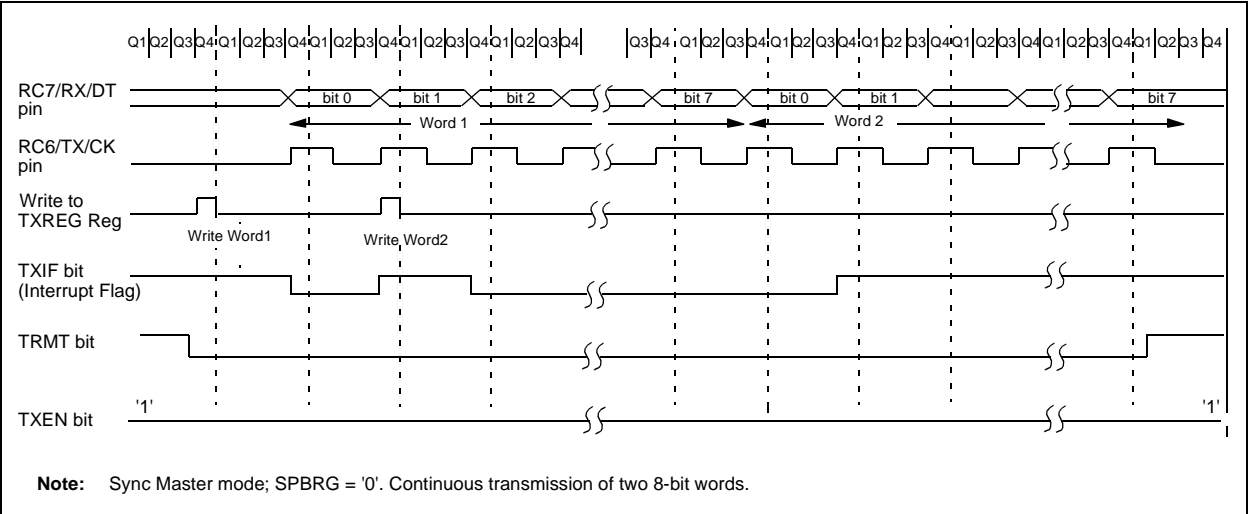 Q1 Q2 Q3 Q4 Q1 Q2 Q3 Q4 Q1 Q2 Q3 Q4 Q1 Q2 Q3 Q4 Q1 Q2 Q3 Q4 Q3 Q4 Q1 Q2 Q3 Q4 Q1 Q2 Q3 Q4 Q1 Q2 Q3 Q4 Q1 Q2 Q3 Q4 Q1 Q2 Q3 Q4 Q1 Q2 Q3 Q4
RC7/RX/DT
pin
bit 0 bit 1 bit 2 bit 7 bit 0 bit 1 bit 7
Word 1 Word 2
RC6/TX/CK
pin
Write to
TXREG Reg
Write Word1 Write Word2
TXIF bit
(Interrupt Flag)
TRMT bit
'1' '1'
TXEN bit
Note: Sync Master mode; SPBRG = '0'. Continuous transmission of two 8-bit words.